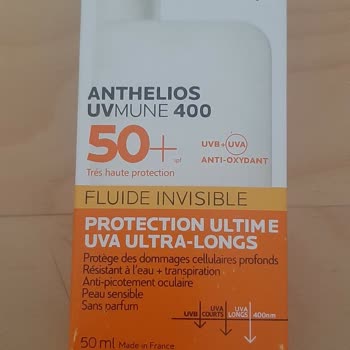 ANTHELIOS
UVMUNE 400
50+ spf
Très haute protection
UVB + UVA
ANTI-OXYDANT
FLUIDE INVISIBLE
PROTECTION ULTIME
UVA ULTRA-LONGS
Protège des dommages cellulaires profonds
Résistant à l'eau + transpiration
Anti-picotement oculaire
Peau sensible
Sans parfum
UVB UVA COURTS UVA LONGS 400nm
50 ml Made in France